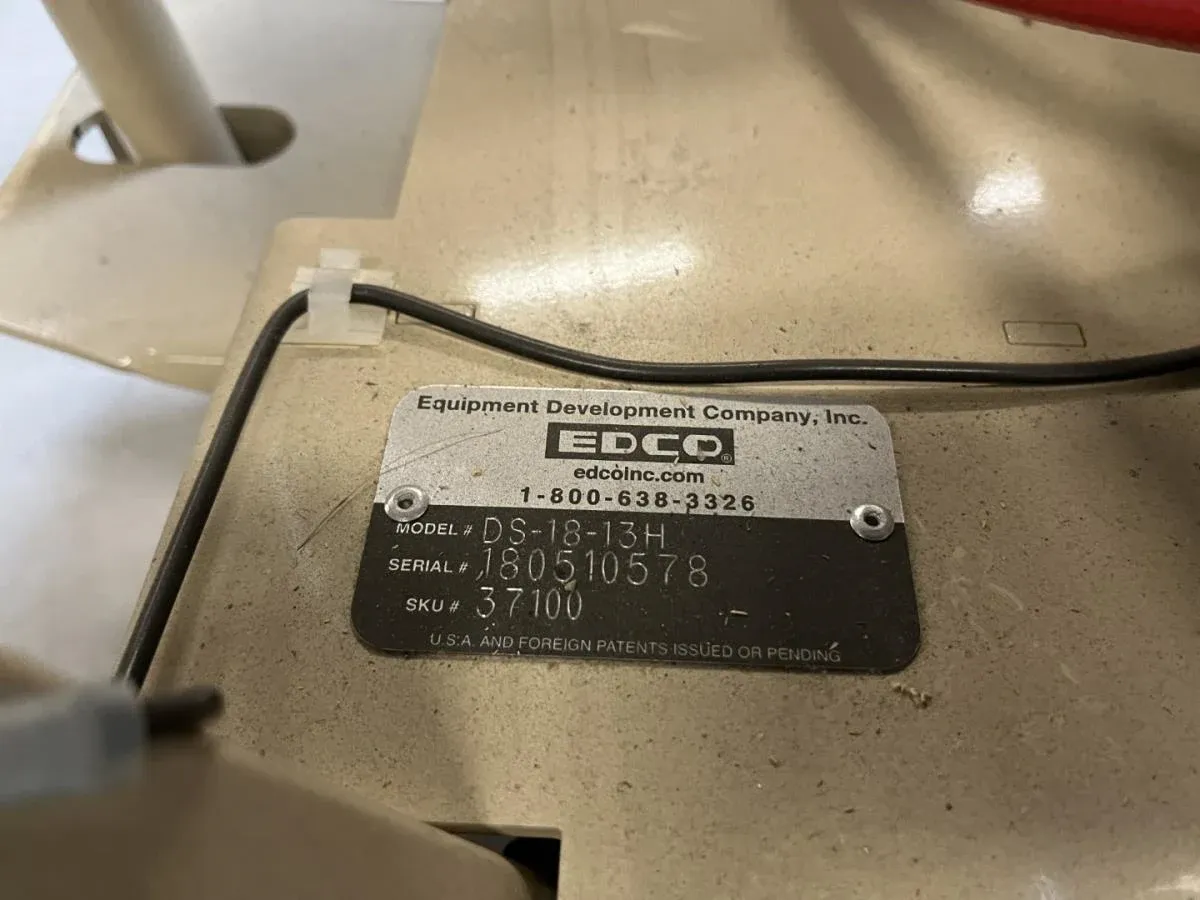 Equipment Development Company, Inc.
EDCO®
edcoinc.com
1-800-638-3326
MODEL # DS-18-13H
SERIAL # 180510578
SKU # 37100
U.S.A. AND FOREIGN PATENTS ISSUED OR PENDING